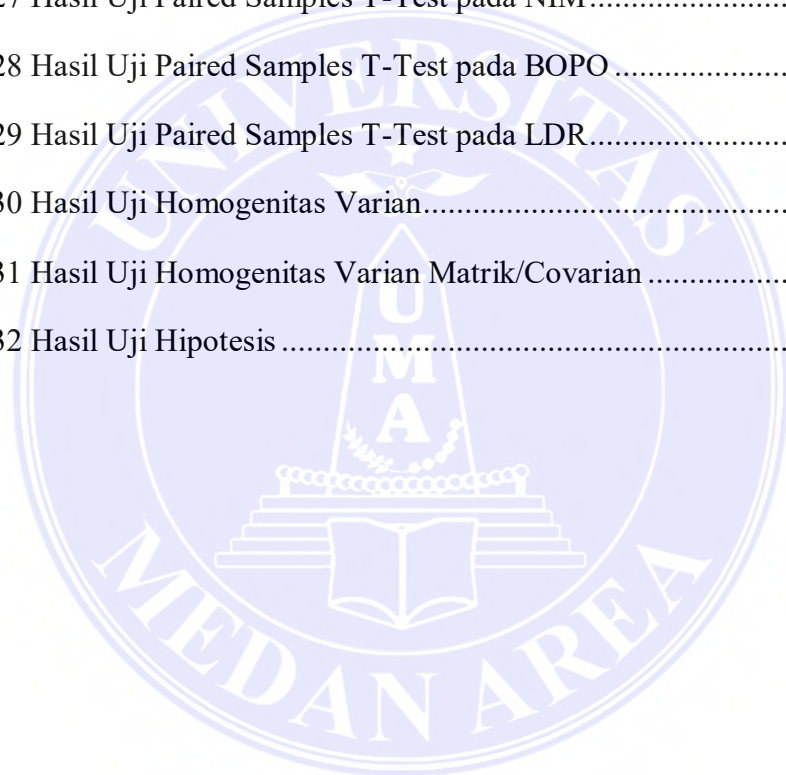 27 Hasil Uji Paired Samples T-Test pada NIM..................
28 Hasil Uji Paired Samples T-Test pada BOPO.....................
29 Hasil Uji Paired Samples T-Test pada LDR........................
30 Hasil Uji Homogenitas Varian.............................................
31 Hasil Uji Homogenitas Varian Matrik/Covarian.................
32 Hasil Uji Hipotesis..............................................................
UNIVERSITAS
UMA
MEDAN AREA